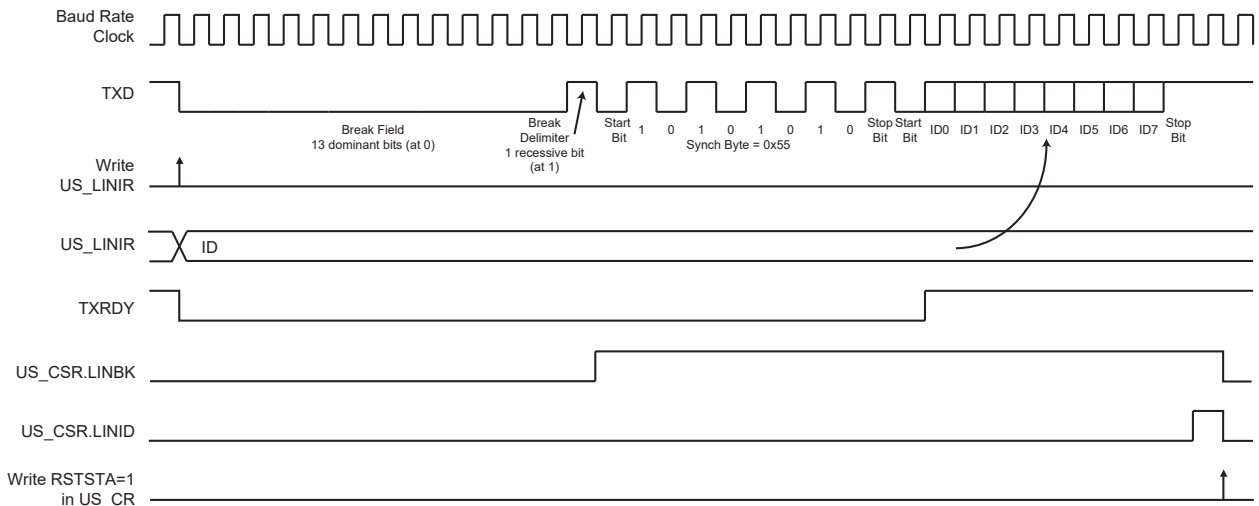 Baud Rate
Clock
TXD
Break Field
13 dominant bits (at 0)
Break
Delimiter
1 recessive bit
(at 1)
Start
Bit
1 0 1 0 1 0 1 0
Synch Byte = 0x55
Stop
Bit
Start
Bit
ID0 ID1 ID2 ID3 ID4 ID5 ID6 ID7
Stop
Bit
Write
US_LINIR
US_LINIR
ID
TXRDY
US_CSR.LINBK
US_CSR.LINID
Write RSTSTA=1
in US_CR